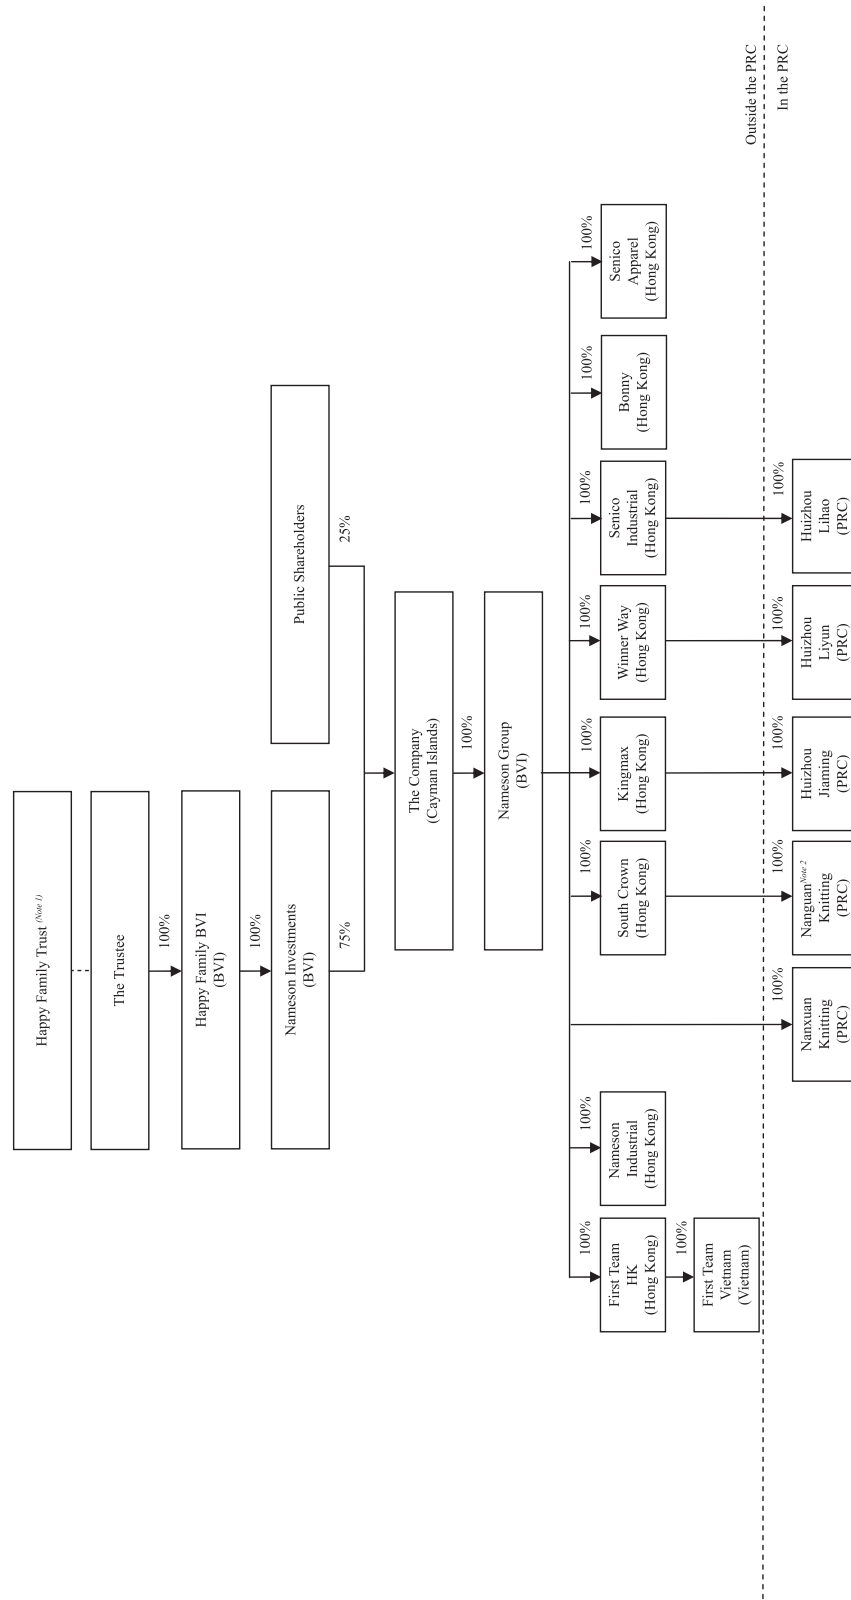 Happy Family Trust (Note 1)
The Trustee
100%
Happy Family BVI
(BVI)
100%
Nameson Investments
(BVI)
75%
Public Shareholders
25%
The Company
(Cayman Islands)
100%
Nameson Group
(BVI)
100%
First Team
HK
(Hong Kong)
100%
First Team
Vietnam
(Vietnam)
100%
Nameson
Industrial
(Hong Kong)
100%
Nanxuan
Knitting
(PRC)
100%
South Crown
(Hong Kong)
100%
Nanguan Note 2
Knitting
(PRC)
100%
Kingmax
(Hong Kong)
100%
Huizhou
Jiaming
(PRC)
100%
Winner Way
(Hong Kong)
100%
Huizhou
Liyun
(PRC)
100%
Senico
Industrial
(Hong Kong)
100%
Huizhou
Lihao
(PRC)
100%
Bonny
(Hong Kong)
100%
Senico
Apparel
(Hong Kong)
Outside the PRC
In the PRC